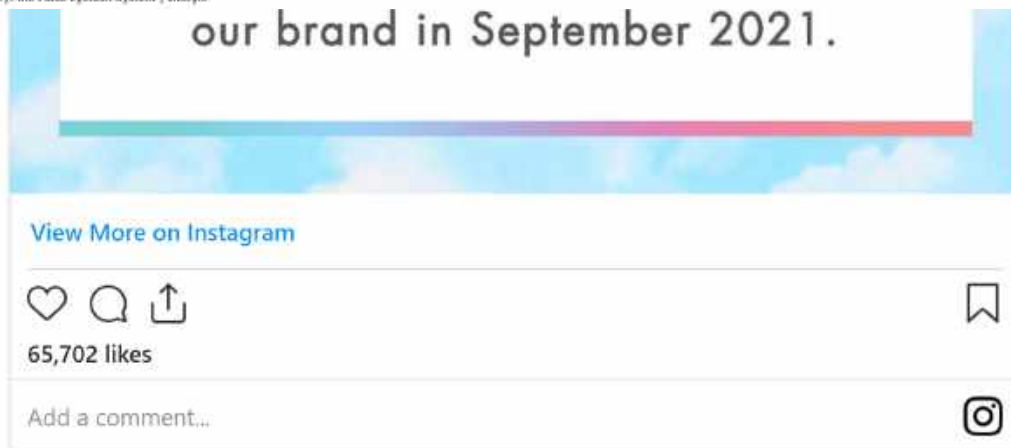 our brand in September 2021.
View More on Instagram
65,702 likes
Add a comment...